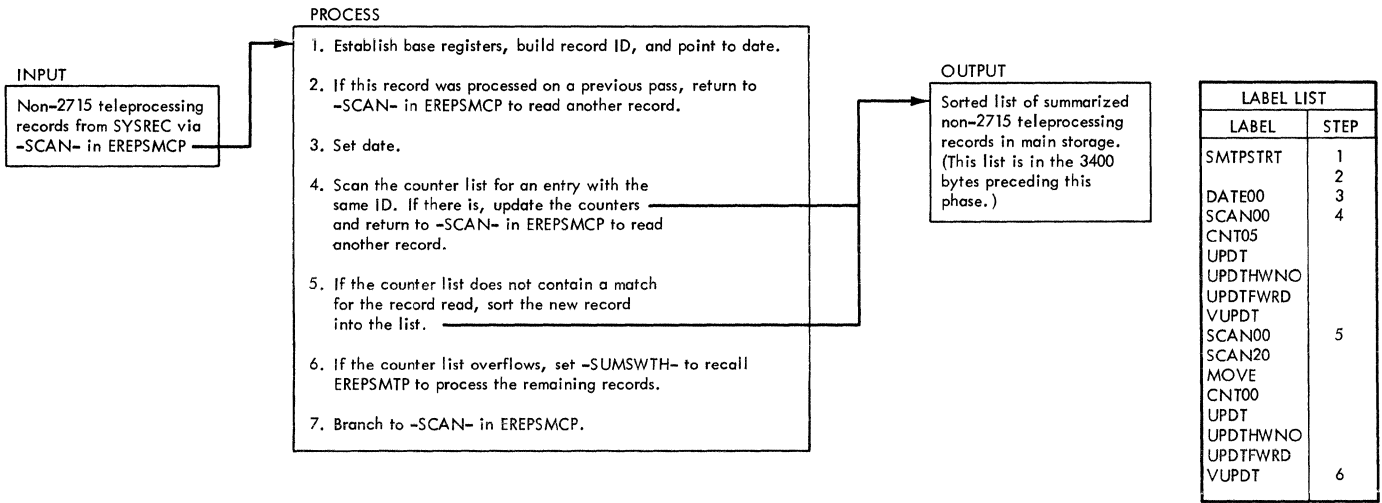 PROCESS
1. Establish base registers, build record ID, and point to date.
2. If this record was processed on a previous pass, return to
-SCAN- in EREPSMCP to read another record.
3. Set date.
4. Scan the counter list for an entry with the
same ID. If there is, update the counters
and return to -SCAN- in EREPSMCP to read
another record.
5. If the counter list does not contain a match
for the record read, sort the new record
into the list.
6. If the counter list overflows, set -SUMSWTH- to recall
EREPSMTP to process the remaining records.
7. Branch to -SCAN- in EREPSMCP.
INPUT
Non-2715 teleprocessing
records from SYSREC via
-SCAN- in EREPSMCP
OUTPUT
Sorted list of summarized
non-2715 teleprocessing
records in main storage.
(This list is in the 3400
bytes preceding this
phase.)
LABEL LIST
LABEL STEP
SMTPSTRT 1
2
DATE00 3
SCAN00 4
CNT05
UPDT
UPDTHWNO
UPDTFWRD
VUPDT
SCAN00 5
SCAN20
MOVE
CNT00
UPDT
UPDTHWNO
UPDTFWRD
VUPDT 6